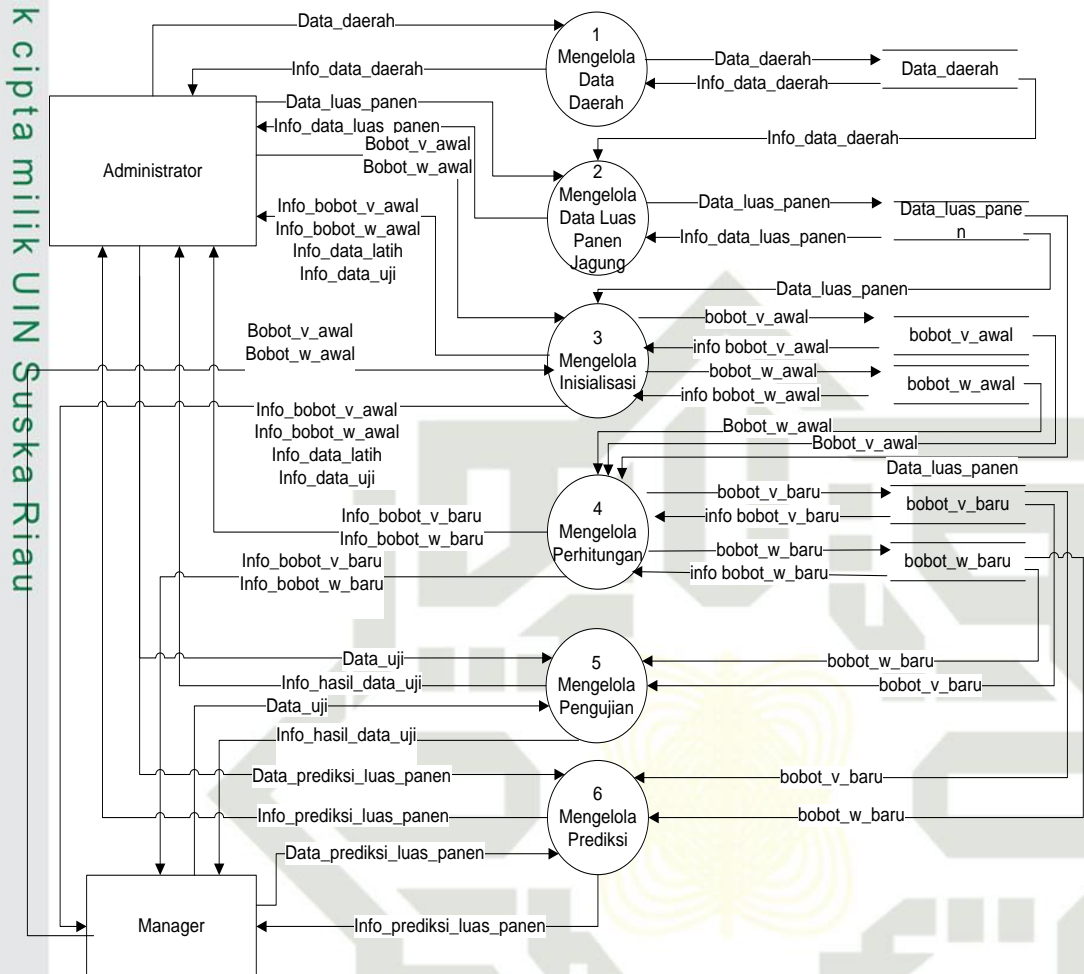 k cipta milik UIN Suska Riau
Data_daerah
Info_data_daerah
1
Mengelola
Data
Daerah
Data_daerah
Info_data_daerah
Data_daerah
Administrator
Data_luas_panen
Info_data_luas_panen
Bobot_v_awal
Bobot_w_awal
Info_data_daerah
2
Mengelola
Data Luas
Panen
Jagung
Data_luas_panen
Info_data_luas_panen
Data_luas_pane
n
Info_bobot_v_awal
Info_bobot_w_awal
Info_data_latih
Info_data_uji
Data_luas_panen
Bobot_v_awal
Bobot_w_awal
3
Mengelola
Inisialisasi
bobot_v_awal
info bobot_v_awal
bobot_w_awal
info bobot_w_awal
bobot_v_awal
bobot_w_awal
Info_bobot_v_awal
Info_bobot_w_awal
Info_data_latih
Info_data_uji
Bobot_w_awal
Bobot_v_awal
Data_luas_panen
4
Mengelola
Perhitungan
bobot_v_baru
info bobot_v_baru
bobot_w_baru
info bobot_w_baru
bobot_v_baru
bobot_w_baru
Info_bobot_v_baru
Info_bobot_w_baru
Info_bobot_v_baru
Info_bobot_w_baru
Data_uji
Info_hasil_data_uji
Data_uji
Info_hasil_data_uji
5
Mengelola
Pengujian
bobot_w_baru
bobot_v_baru
Data_prediksi_luas_panen
Info_prediksi_luas_panen
Data_prediksi_luas_panen
6
Mengelola
Prediksi
bobot_v_baru
bobot_w_baru
Manager
Info_prediksi_luas_panen